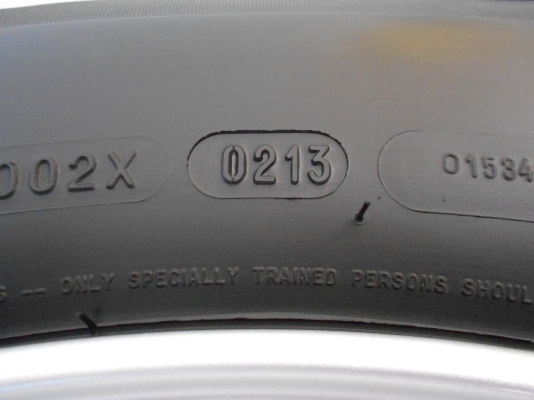 002X 0213 01534
G -- ONLY SPECIALLY TRAINED PERSONS SHOUL